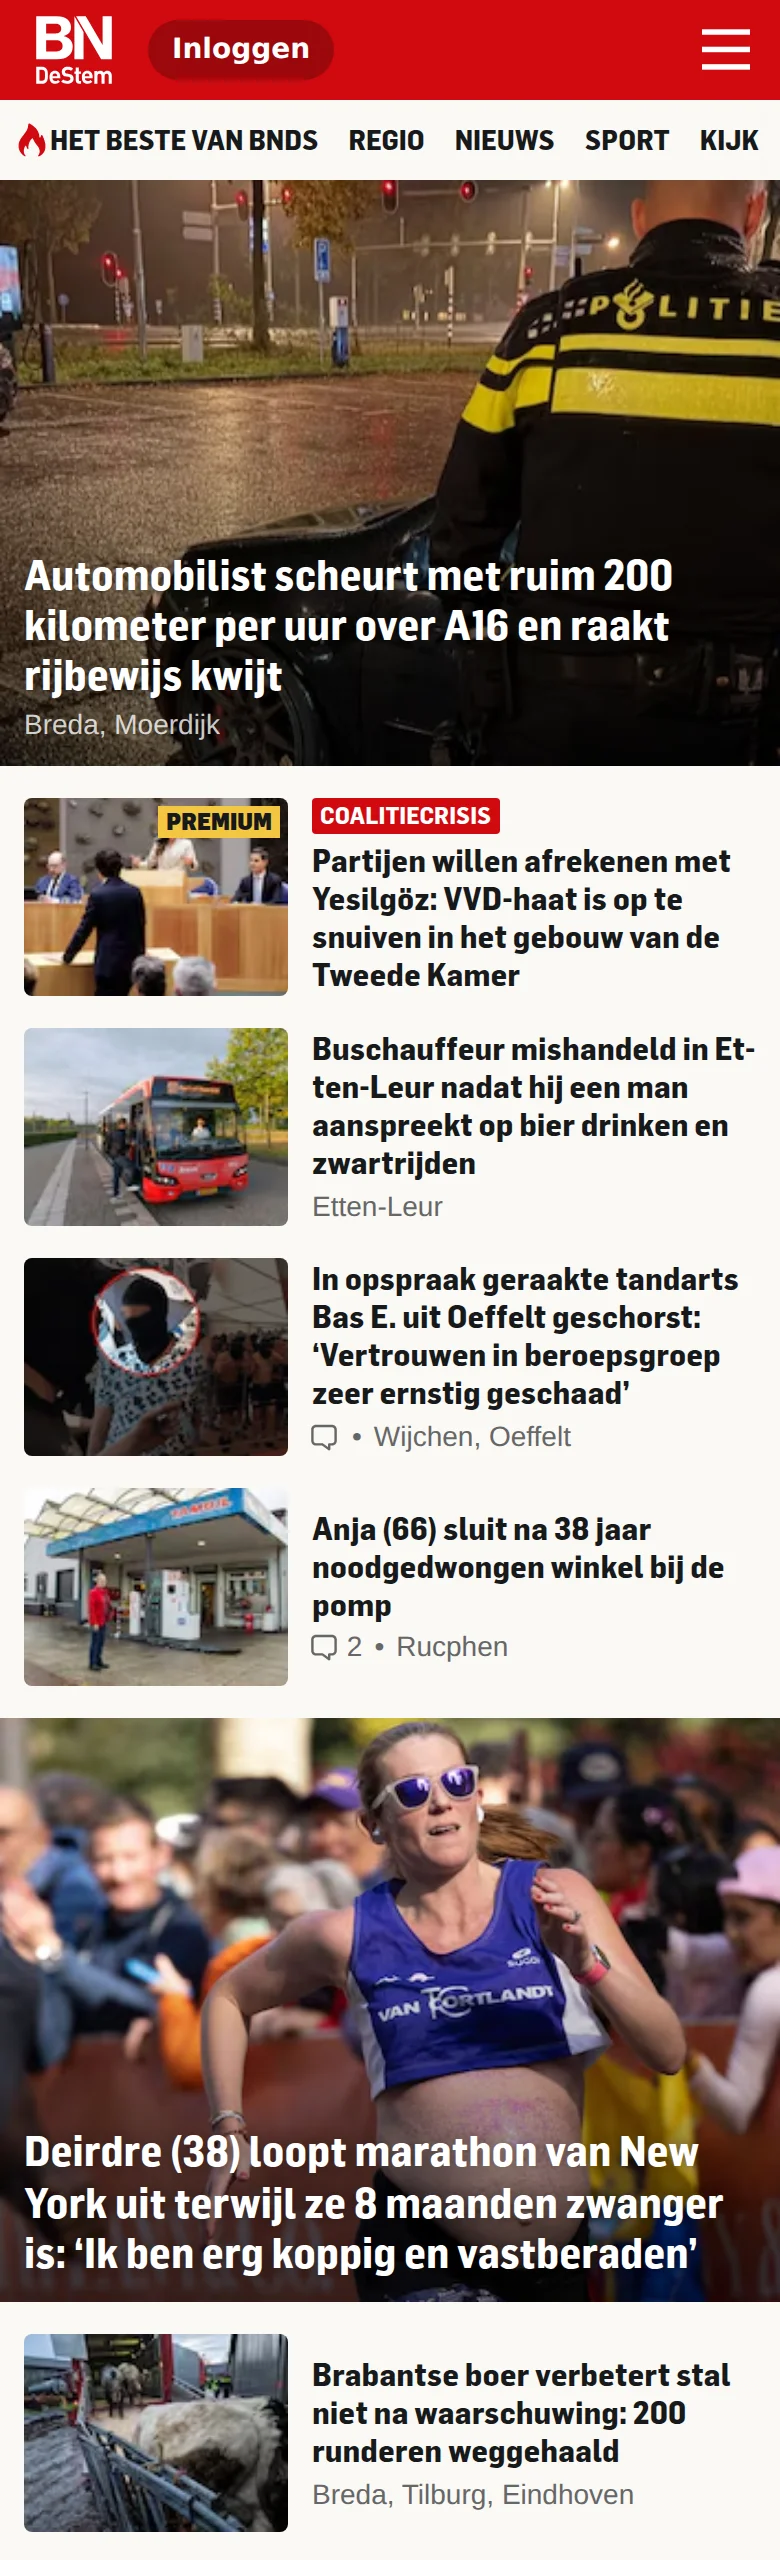 BN
DeStem
Inloggen
HET BESTE VAN BNDS REGIO NIEUWS SPORT KIJK
POLITIE
Automobilist scheurt met ruim 200
kilometer per uur over A16 en raakt
rijbewijs kwijt
Breda, Moerdijk
PREMIUM
COALITIECRISIS
Partijen willen afrekenen met
Yesilgöz: VVD-haat is op te
snuiven in het gebouw van de
Tweede Kamer
Buschauffeur mishandeld in Et-
ten-Leur nadat hij een man
aanspreekt op bier drinken en
zwartrijden
Etten-Leur
In opspraak geraakte tandarts
Bas E. uit Oeffelt geschorst:
‘Vertrouwen in beroepsgroep
zeer ernstig geschaad’
• Wijchen, Oeffelt
Anja (66) sluit na 38 jaar
noodgedwongen winkel bij de
pomp
2 • Rucphen
VAN CORTLANDT
Deirdre (38) loopt marathon van New
York uit terwijl ze 8 maanden zwanger
is: ‘Ik ben erg koppig en vastberaden’
Brabantse boer verbetert stal
niet na waarschuwing: 200
runderen weggehaald
Breda, Tilburg, Eindhoven